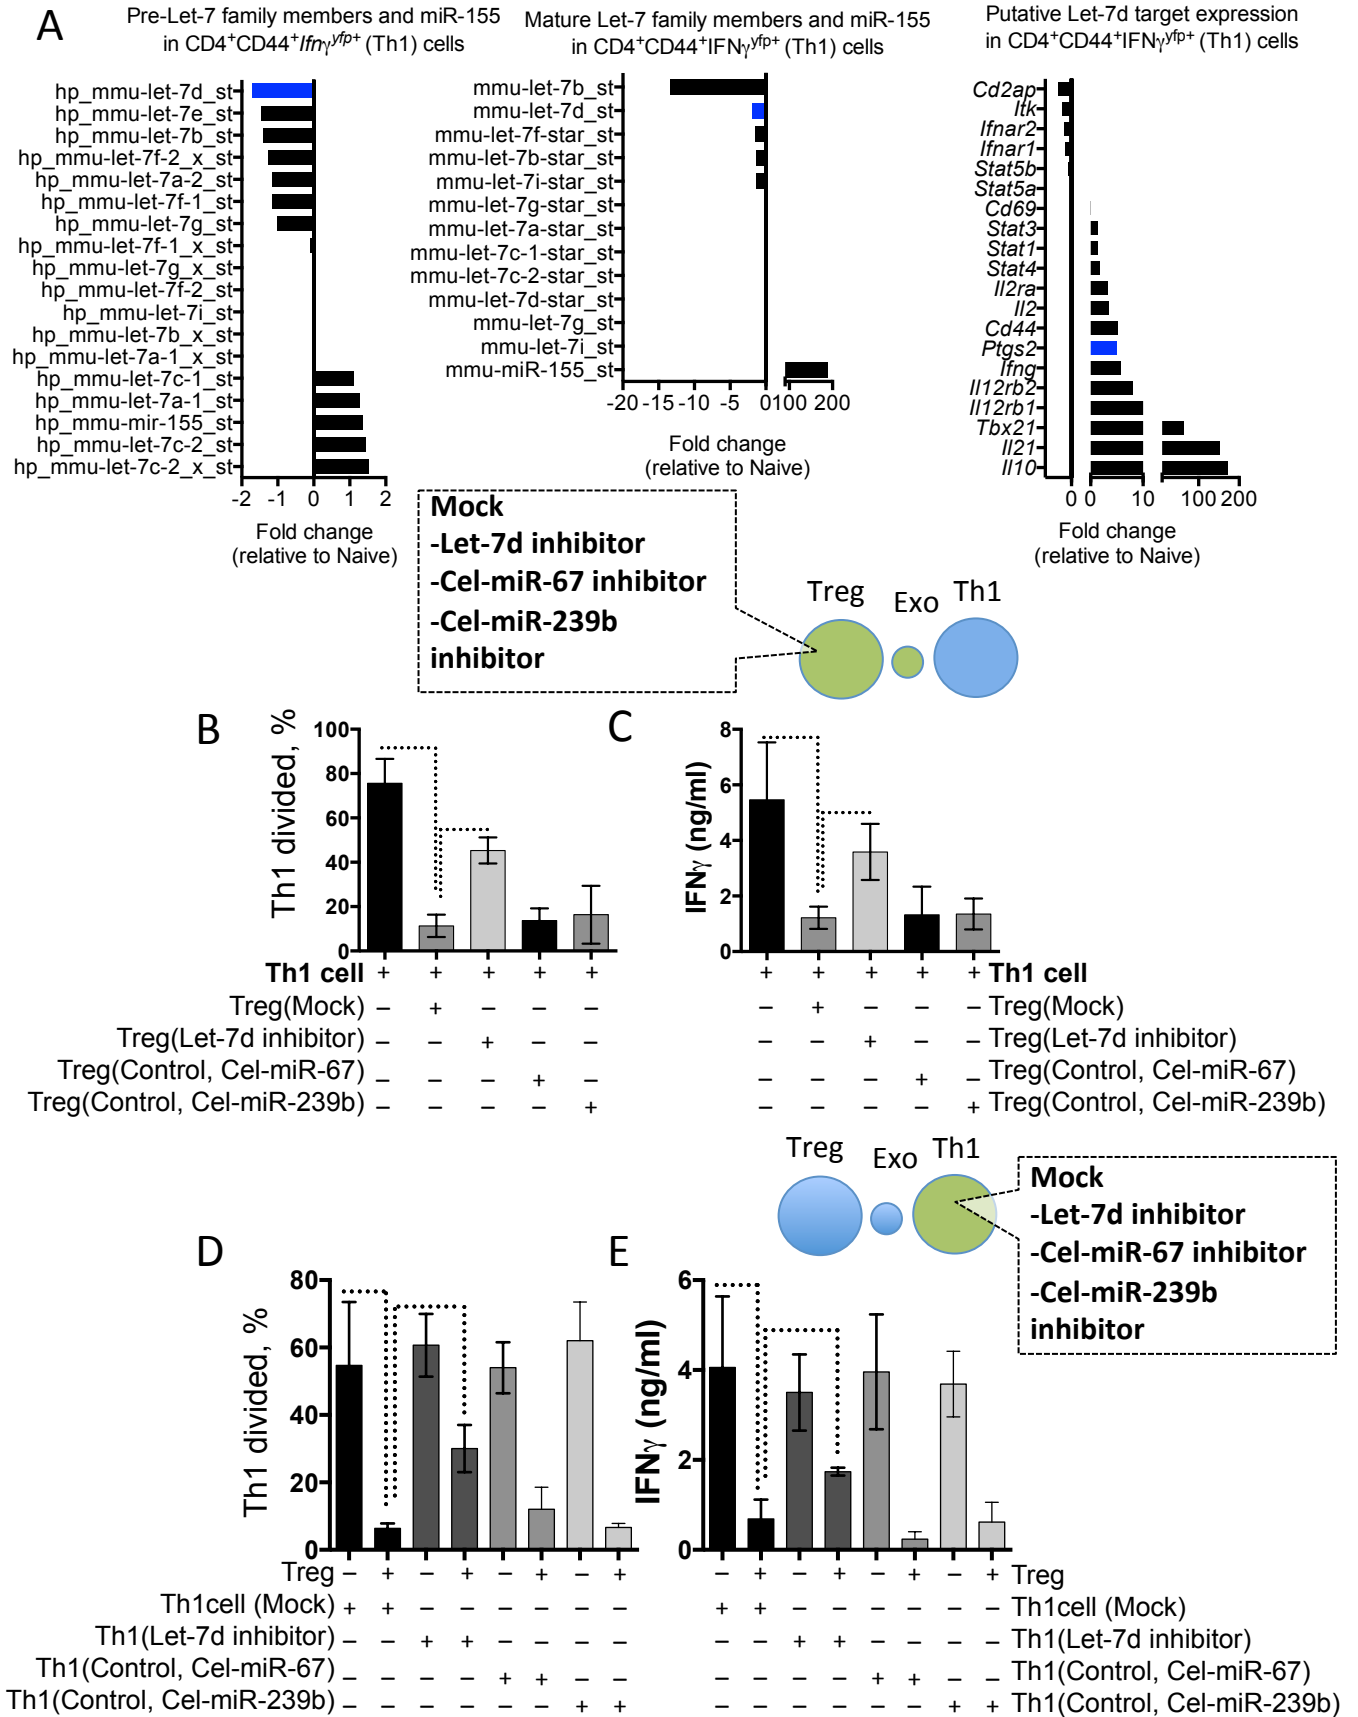 A
Pre-Let-7 family members and miR-155
in CD4+CD44+Ifnγyfp+ (Th1) cells
hp_mmu-let-7d_st
hp_mmu-let-7e_st
hp_mmu-let-7b_st
hp_mmu-let-7f-2_x_st
hp_mmu-let-7a-2_st
hp_mmu-let-7f-1_st
hp_mmu-let-7g_st
hp_mmu-let-7f-1_x_st
hp_mmu-let-7g_x_st
hp_mmu-let-7f-2_st
hp_mmu-let-7i_st
hp_mmu-let-7b_x_st
hp_mmu-let-7a-1_x_st
hp_mmu-let-7c-1_st
hp_mmu-let-7a-1_st
hp_mmu-mir-155_st
hp_mmu-let-7c-2_st
hp_mmu-let-7c-2_x_st
-2 -1 0 1 2
Fold change
(relative to Naive)
Mature Let-7 family members and miR-155
in CD4+CD44+IFNγyfp+ (Th1) cells
mmu-let-7b_st
mmu-let-7d_st
mmu-let-7f-star_st
mmu-let-7b-star_st
mmu-let-7i-star_st
mmu-let-7g-star_st
mmu-let-7a-star_st
mmu-let-7c-1-star_st
mmu-let-7c-2-star_st
mmu-let-7d-star_st
mmu-let-7g_st
mmu-let-7i_st
mmu-miR-155_st
-20 -15 -10 -5 0 100 200
Fold change
(relative to Naive)
Putative Let-7d target expression
in CD4+CD44+IFNγyfp+ (Th1) cells
Cd2ap
Itk
Ifnar2
Ifnar1
Stat5b
Stat5a
Cd69
Stat3
Stat1
Stat4
Il2ra
Il2
Cd44
Ptgs2
Ifng
Il12rb2
Il12rb1
Tbx21
Il21
Il10
0 0 10 100 200
Fold change
(relative to Naive)
Mock
-Let-7d inhibitor
-Cel-miR-67 inhibitor
-Cel-miR-239b
inhibitor
Treg Exo Th1
B
Th1 divided, %
100
80
60
40
20
0
Th1 cell + + + + +
Treg(Mock) – + – – –
Treg(Let-7d inhibitor) – – + – –
Treg(Control, Cel-miR-67) – – – + –
Treg(Control, Cel-miR-239b) – – – – +
C
IFNγ (ng/ml)
8
6
4
2
0
+ + + + + Th1 cell
– + – – – Treg(Mock)
– – + – – Treg(Let-7d inhibitor)
– – – + – Treg(Control, Cel-miR-67)
– – – – + Treg(Control, Cel-miR-239b)
Treg Exo Th1
Mock
-Let-7d inhibitor
-Cel-miR-67 inhibitor
-Cel-miR-239b
inhibitor
D
Th1 divided, %
80
60
40
20
0
Treg – + – + – + – +
Th1cell (Mock) + + – – – – – –
Th1(Let-7d inhibitor) – – + + – – – –
Th1(Control, Cel-miR-67) – – – – + + – –
Th1(Control, Cel-miR-239b) – – – – – – + +
E
IFNγ (ng/ml)
6
4
2
0
– + – + – + – + Treg
+ + – – – – – – Th1cell (Mock)
– – + + – – – – Th1(Let-7d inhibitor)
– – – – + + – – Th1(Control, Cel-miR-67)
– – – – – – + + Th1(Control, Cel-miR-239b)